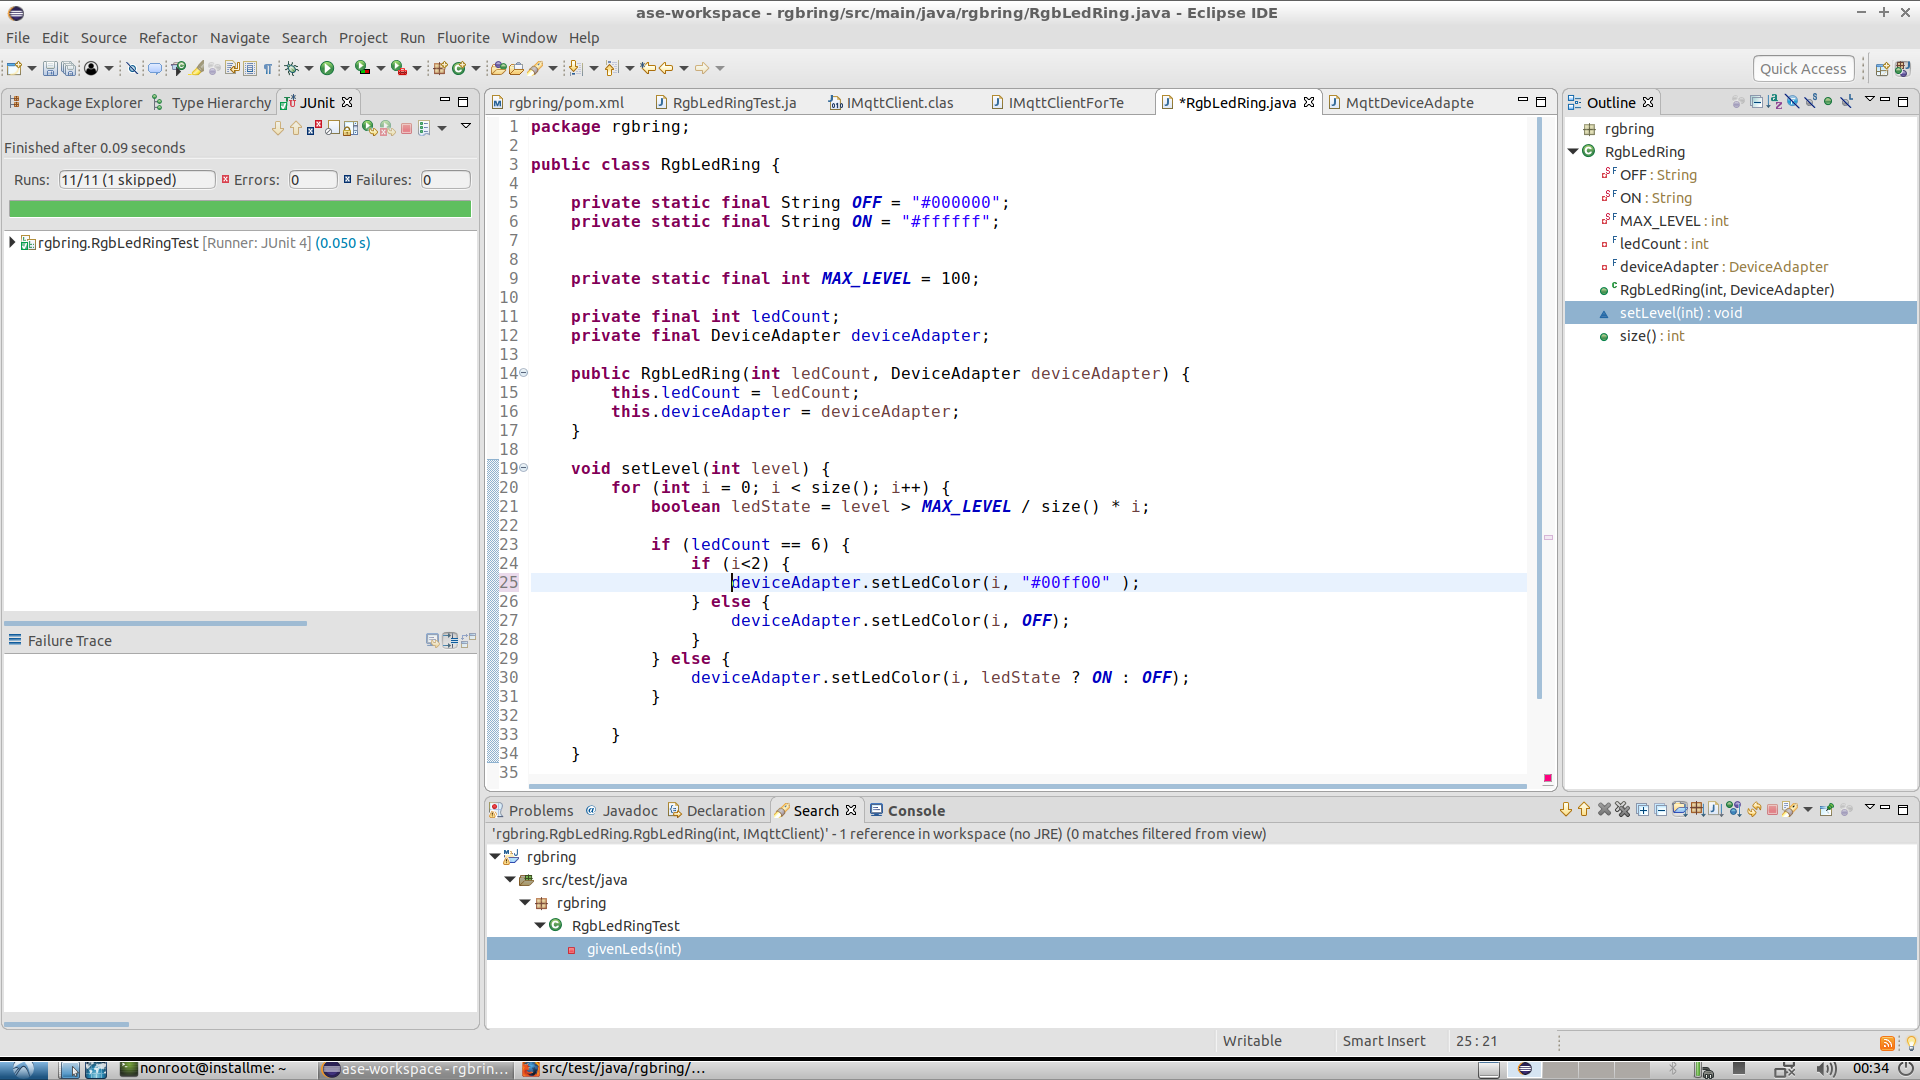 ase-workspace - rgbring/src/main/java/rgbring/RgbLedRing.java - Eclipse IDE
File Edit Source Refactor Navigate Search Project Run Fluorite Window Help
Quick Access
Package Explorer Type Hierarchy JUnit
Finished after 0.09 seconds
Runs: 11/11 (1 skipped) Errors: 0 Failures: 0
rgbring.RgbLedRingTest [Runner: JUnit 4] (0.050 s)
Failure Trace
rgbring/pom.xml RgbLedRingTest.ja IMqttClient.clas IMqttClientForTe *RgbLedRing.java MqttDeviceAdapte
1 package rgbring;
2
3 public class RgbLedRing {
4
5 private static final String OFF = "#000000";
6 private static final String ON = "#ffffff";
7
8
9 private static final int MAX_LEVEL = 100;
10
11 private final int ledCount;
12 private final DeviceAdapter deviceAdapter;
13
14 public RgbLedRing(int ledCount, DeviceAdapter deviceAdapter) {
15 this.ledCount = ledCount;
16 this.deviceAdapter = deviceAdapter;
17 }
18
19 void setLevel(int level) {
20 for (int i = 0; i < size(); i++) {
21 boolean ledState = level > MAX_LEVEL / size() * i;
22
23 if (ledCount == 6) {
24 if (i<2) {
25 deviceAdapter.setLedColor(i, "#00ff00" );
26 } else {
27 deviceAdapter.setLedColor(i, OFF);
28 }
29 } else {
30 deviceAdapter.setLedColor(i, ledState ? ON : OFF);
31 }
32
33 }
34 }
35
Outline
rgbring
RgbLedRing
OFF : String
ON : String
MAX_LEVEL : int
ledCount : int
deviceAdapter : DeviceAdapter
RgbLedRing(int, DeviceAdapter)
setLevel(int) : void
size() : int
Problems Javadoc Declaration Search Console
'rgbring.RgbLedRing.RgbLedRing(int, IMqttClient)' - 1 reference in workspace (no JRE) (0 matches filtered from view)
rgbring
src/test/java
rgbring
RgbLedRingTest
givenLeds(int)
Writable Smart Insert 25 : 21
nonroot@installme: ~ ase-workspace - rgbrin... src/test/java/rgbring/... 00:34